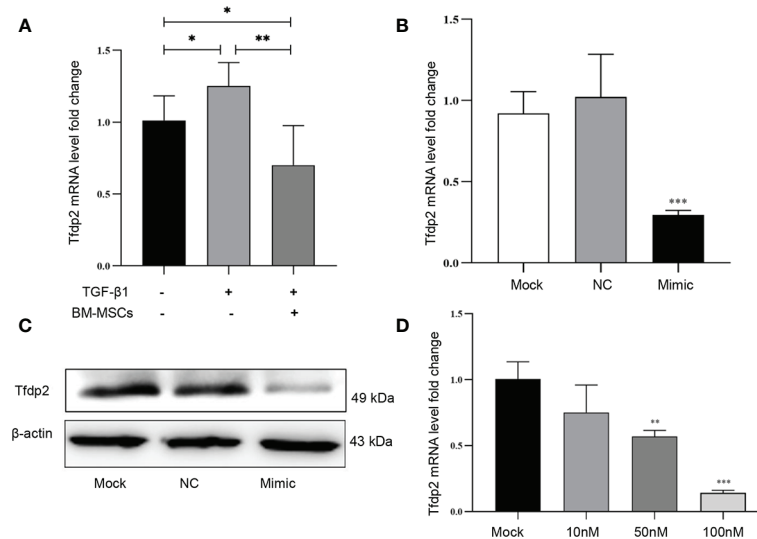 A
*
*
**
1.5
1.0
0.5
0.0
Tfdp2 mRNA level fold change
TGF-β1 - + +
BM-MSCs - - +
B
1.5
1.0
0.5
0.0
Tfdp2 mRNA level fold change
***
Mock NC Mimic
C
Tfdp2
49 kDa
β-actin
43 kDa
Mock NC Mimic
D
1.5
1.0
0.5
0.0
Tfdp2 mRNA level fold change
**
***
Mock 10nM 50nM 100nM